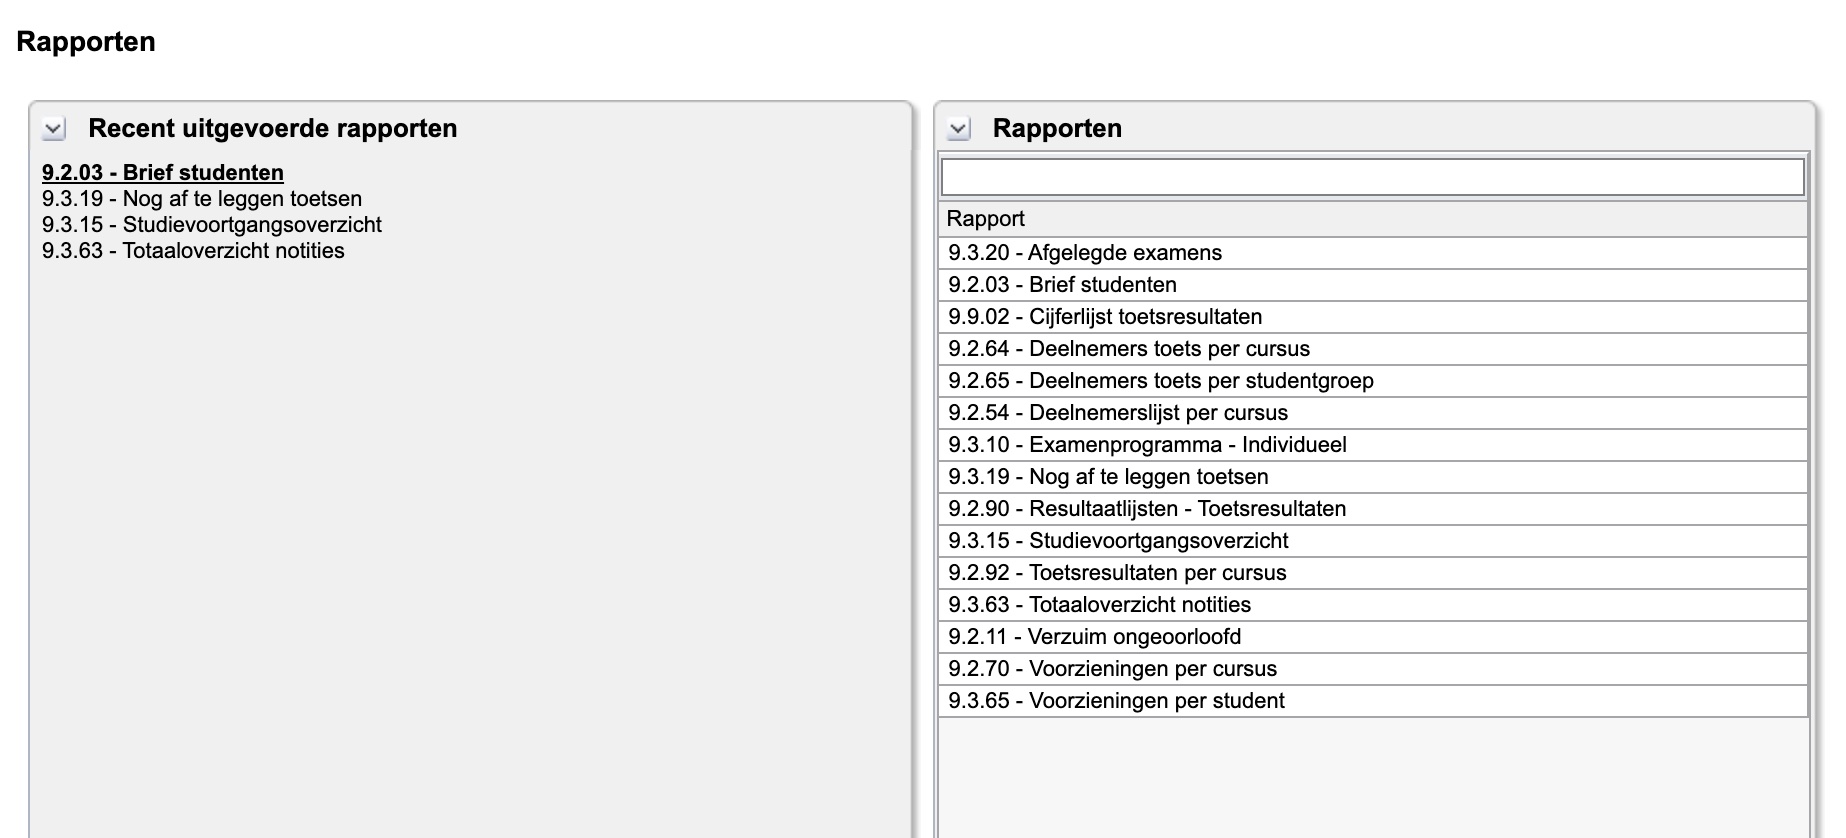 Rapporten
Recent uitgevoerde rapporten
9.2.03 - Brief studenten
9.3.19 - Nog af te leggen toetsen
9.3.15 - Studievoortgangsoverzicht
9.3.63 - Totaaloverzicht notities
Rapporten
Rapport
9.3.20 - Afgelegde examens
9.2.03 - Brief studenten
9.9.02 - Cijferlijst toetsresultaten
9.2.64 - Deelnemers toets per cursus
9.2.65 - Deelnemers toets per studentgroep
9.2.54 - Deelnemerslijst per cursus
9.3.10 - Examenprogramma - Individueel
9.3.19 - Nog af te leggen toetsen
9.2.90 - Resultaatlijsten - Toetsresultaten
9.3.15 - Studievoortgangsoverzicht
9.2.92 - Toetsresultaten per cursus
9.3.63 - Totaaloverzicht notities
9.2.11 - Verzuim ongeoorloofd
9.2.70 - Voorzieningen per cursus
9.3.65 - Voorzieningen per student